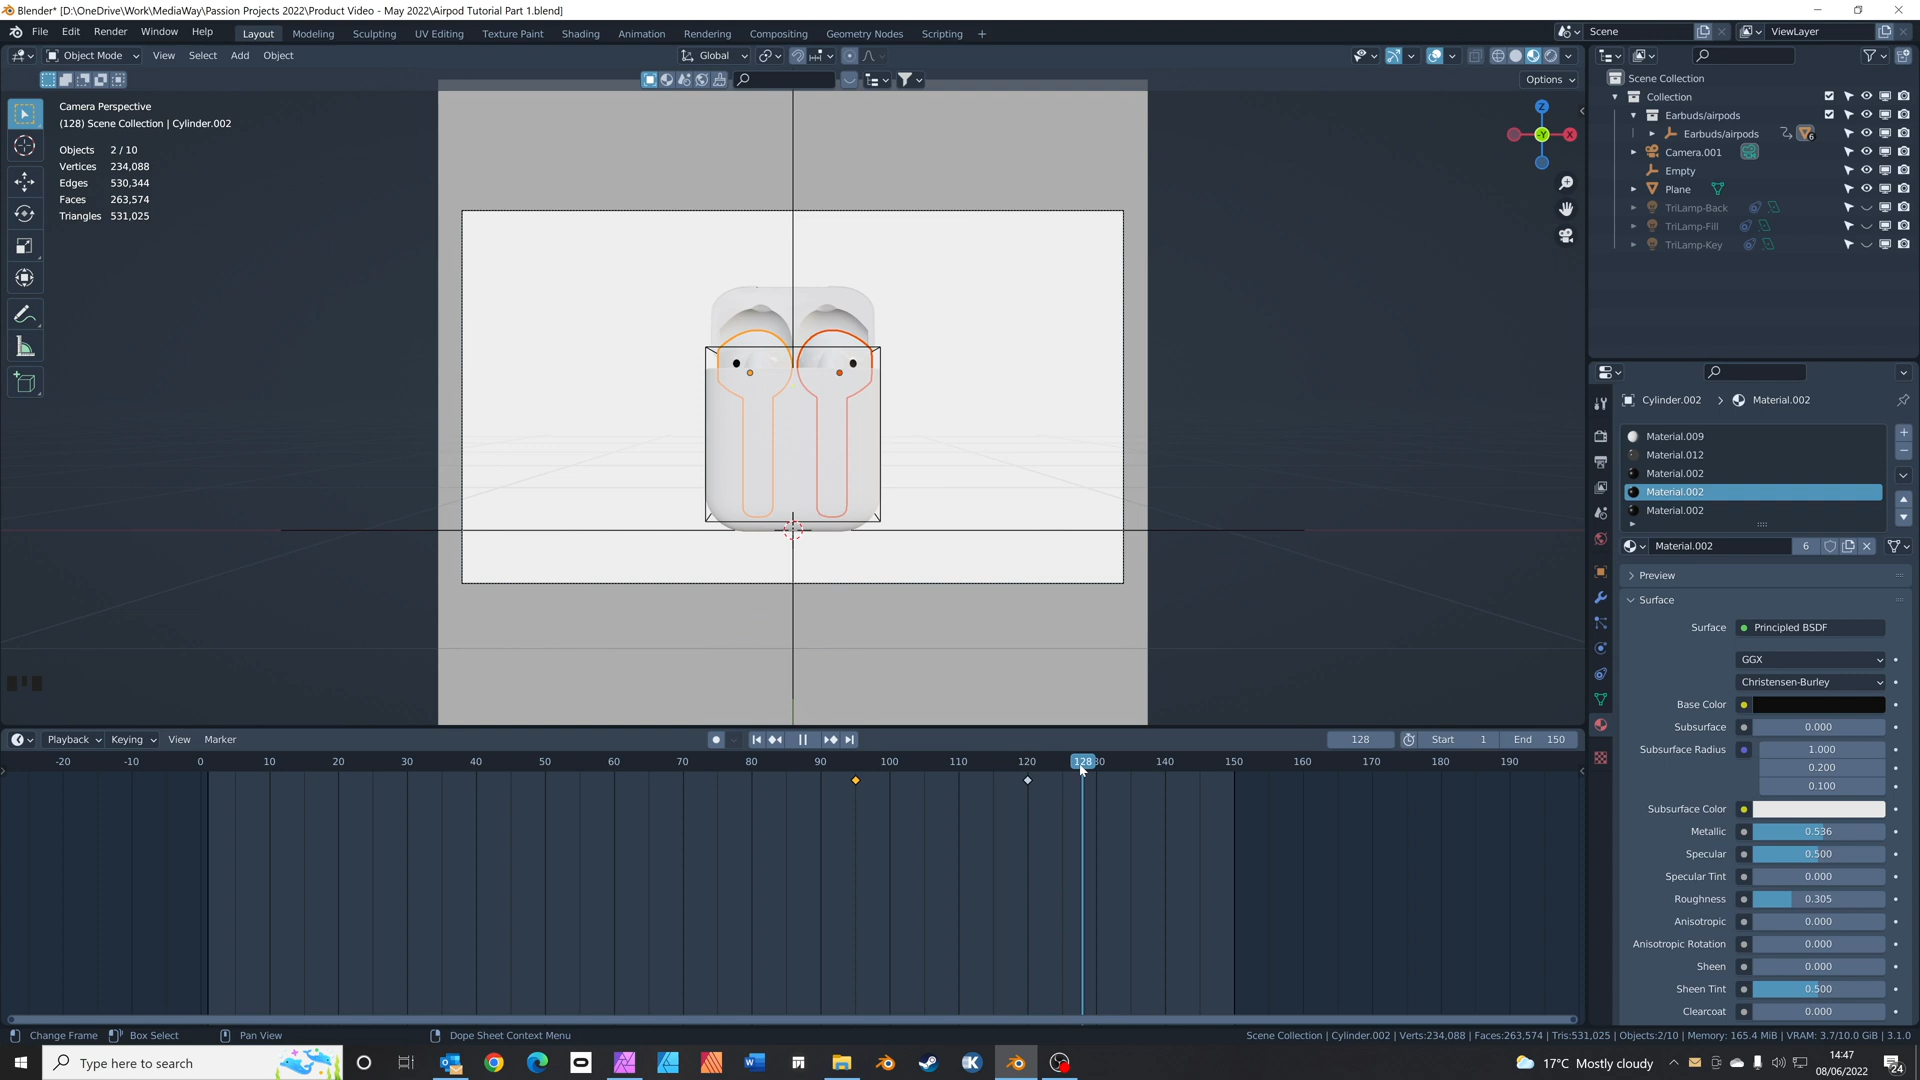 Blender* [D:\OneDrive\Work\MediaWay\Passion Projects 2022\Product Video - May 2022\Airpod Tutorial Part 1.blend]
File Edit Render Window Help Layout Modeling Sculpting UV Editing Texture Paint Shading Animation Rendering Compositing Geometry Nodes Scripting + Scene ViewLayer
Object Mode View Select Add Object Global
Options
Camera Perspective
(128) Scene Collection | Cylinder.002
Objects 2 / 10
Vertices 234,088
Edges 530,344
Faces 263,574
Triangles 531,025
Z
-Y
X
Scene Collection
Collection
Earbuds/airpods
Earbuds/airpods
6
Camera.001
Empty
Plane
TriLamp-Back
TriLamp-Fill
TriLamp-Key
Cylinder.002 > Material.002
Material.009
Material.012
Material.002
Material.002
Material.002
Material.002 6
Preview
Surface
Surface Principled BSDF
GGX
Christensen-Burley
Base Color
Subsurface 0.000
Subsurface Radius 1.000
0.200
0.100
Subsurface Color
Metallic 0.536
Specular 0.500
Specular Tint 0.000
Roughness 0.305
Anisotropic 0.000
Anisotropic Rotation 0.000
Sheen 0.000
Sheen Tint 0.500
Clearcoat 0.000
Playback Keying View Marker 128 Start 1 End 150
-20 -10 0 10 20 30 40 50 60 70 80 90 100 110 120 128 130 140 150 160 170 180 190
Change Frame Box Select Pan View Dope Sheet Context Menu Scene Collection | Cylinder.002 | Verts:234,088 | Faces:263,574 | Tris:531,025 | Objects:2/10 | Memory: 165.4 MiB | VRAM: 3.7/10.0 GiB | 3.1.0
Type here to search 17°C Mostly cloudy 14:47
08/06/2022
24